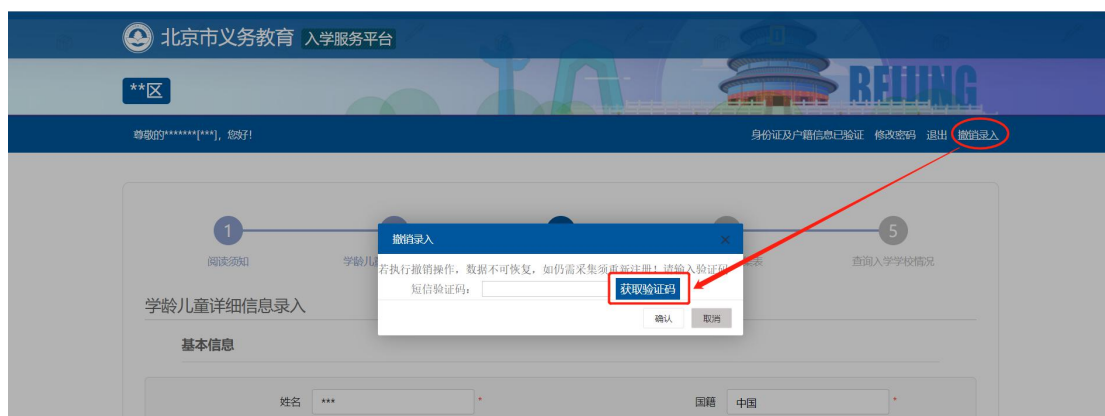 北京市义务教育 入学服务平台
**区
BEIJING
尊敬的*******[***]，您好! 身份证及户籍信息已验证 修改密码 退出 撤销录入
1 5
阅读须知 学龄儿 表 查询入学学校情况
撤销录入 ×
若执行撤销操作，数据不可恢复，如仍需采集须重新注册! 请输入验证码
短信验证码: 获取验证码
确认 取消
学龄儿童详细信息录入
基本信息
姓名 *** * 国籍 中国 *